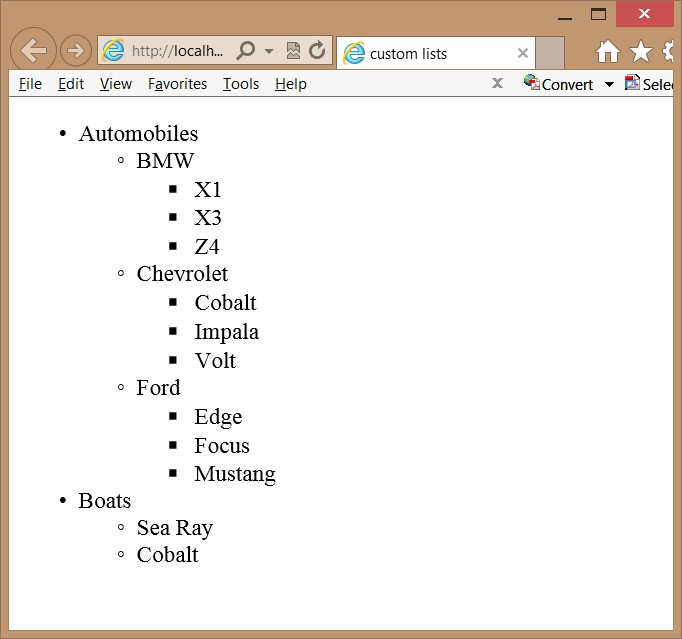 http://localh...
custom lists
File Edit View Favorites Tools Help
Convert
Selec
• Automobiles
◦ BMW
▪ X1
▪ X3
▪ Z4
◦ Chevrolet
▪ Cobalt
▪ Impala
▪ Volt
◦ Ford
▪ Edge
▪ Focus
▪ Mustang
• Boats
◦ Sea Ray
◦ Cobalt